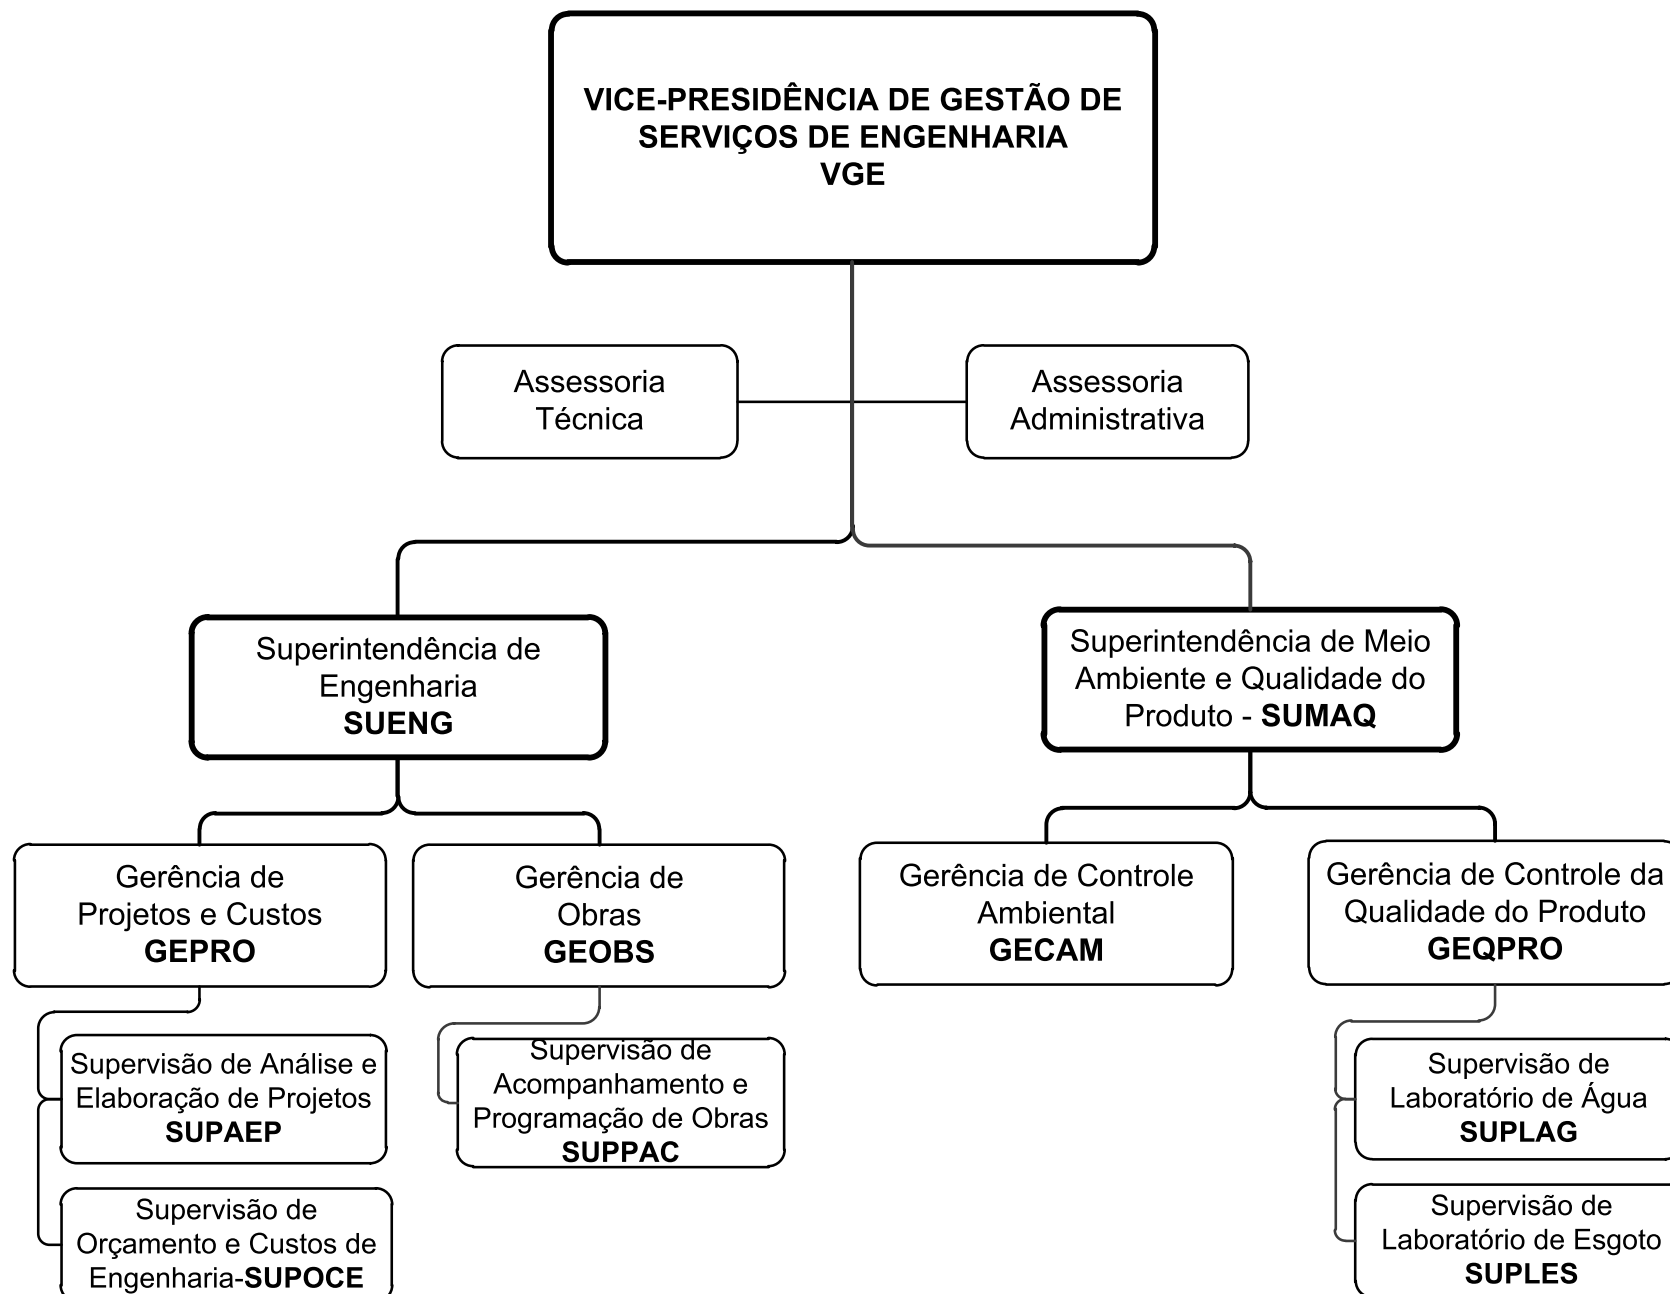 VICE-PRESIDÊNCIA DE GESTÃO DE
SERVIÇOS DE ENGENHARIA
VGE
Assessoria
Técnica
Assessoria
Administrativa
Superintendência de
Engenharia
SUENG
Superintendência de Meio
Ambiente e Qualidade do
Produto - SUMAQ
Gerência de
Projetos e Custos
GEPRO
Gerência de
Obras
GEOBS
Gerência de Controle
Ambiental
GECAM
Gerência de Controle da
Qualidade do Produto
GEQPRO
Supervisão de Análise e
Elaboração de Projetos
SUPAEP
Supervisão de
Acompanhamento e
Programação de Obras
SUPPAC
Supervisão de
Laboratório de Água
SUPLAG
Supervisão de
Orçamento e Custos de
Engenharia-SUPOCE
Supervisão de
Laboratório de Esgoto
SUPLES